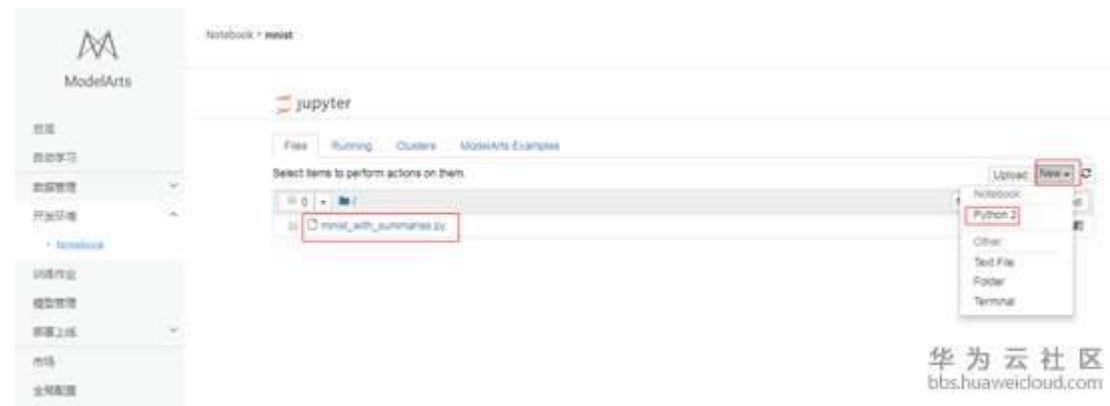 Notebook > mnist
ModelArts
jupyter
总览
自动学习
数据管理
开发环境
Notebook
训练作业
模型管理
部署上线
市场
全局配置
Files Running Clusters ModelArts Examples
Select items to perform actions on them.
Upload New
0 /
mnist_with_summaries.py
Notebook
Python 2
Other
Text File
Folder
Terminal
华为云社区
bbs.huaweicloud.com